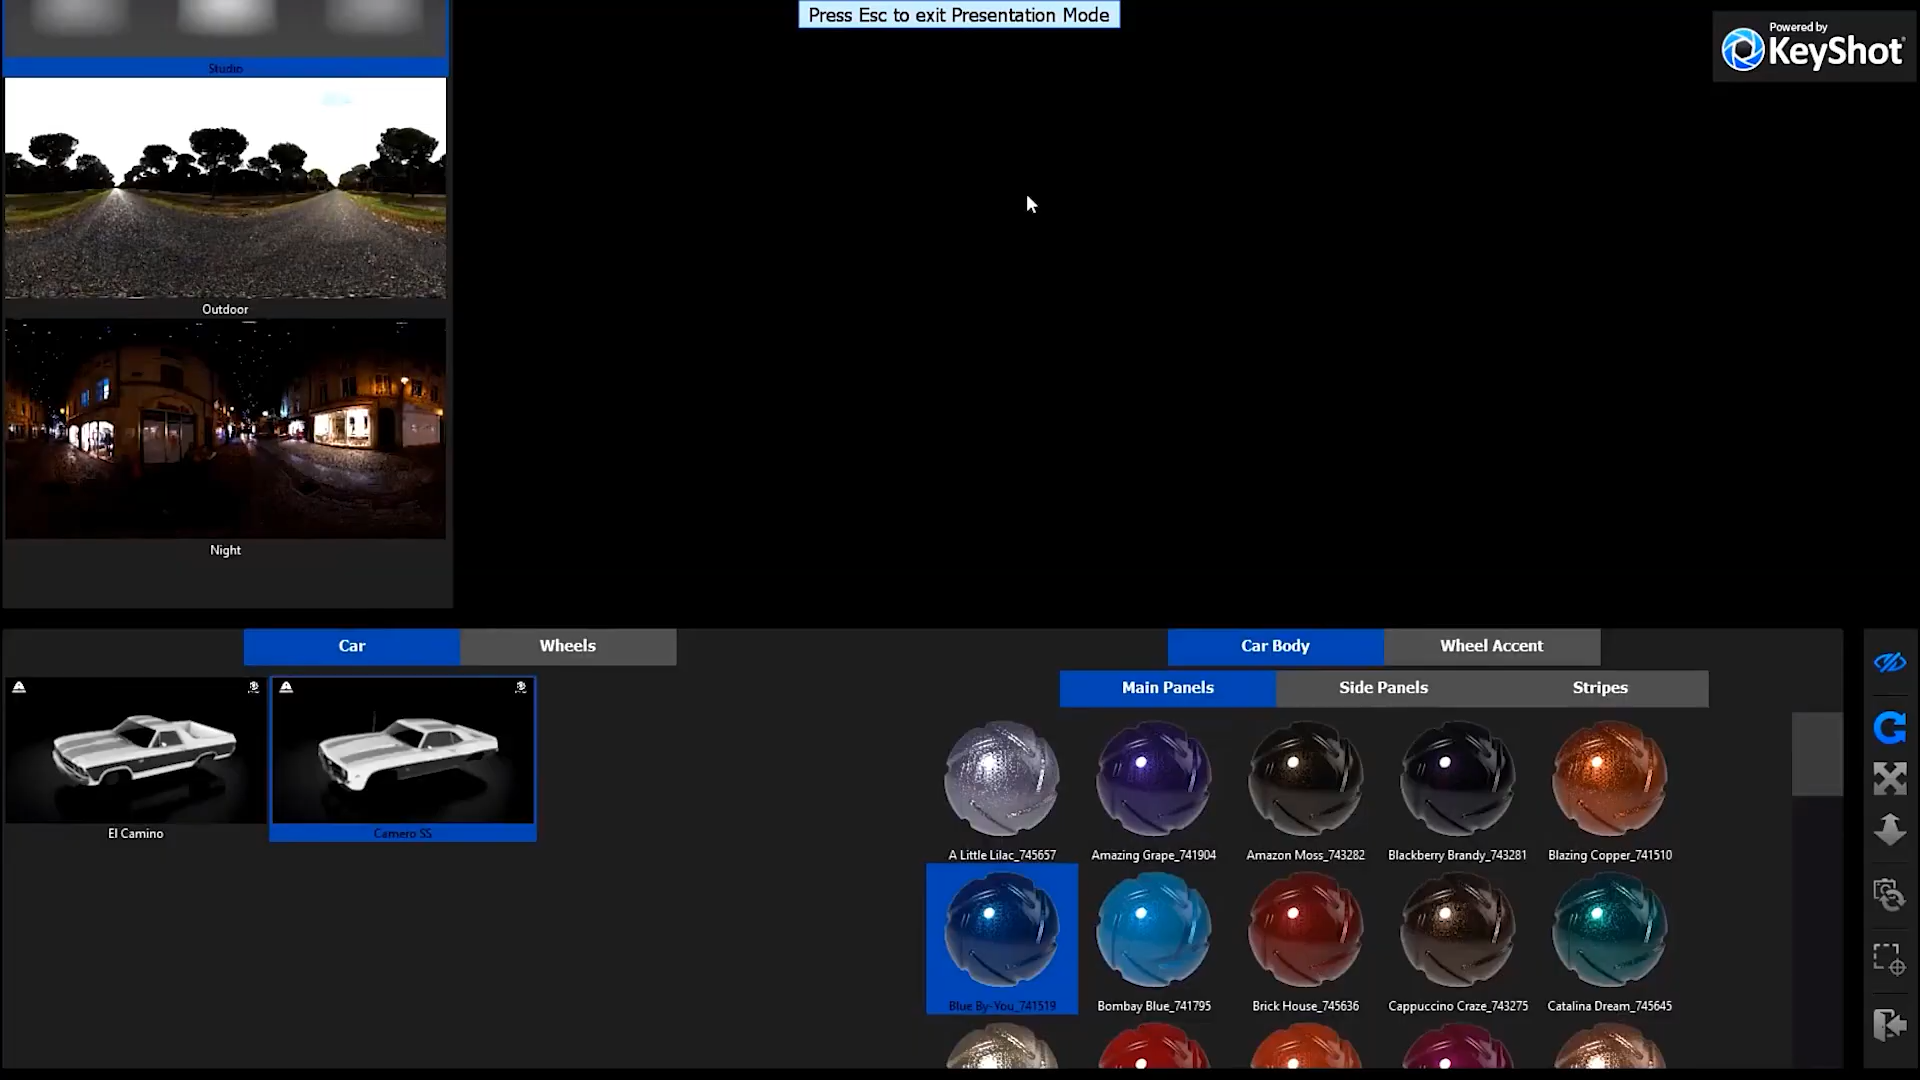 Press Esc to exit Presentation Mode
Powered by
KeyShot
Studio
Outdoor
Night
Car
Wheels
El Camino
Camero SS
Car Body
Wheel Accent
Main Panels
Side Panels
Stripes
A Little Lilac_745657
Amazing Grape_741904
Amazon Moss_743282
Blackberry Brandy_743281
Blazing Copper_741510
Blue By-You_741519
Bombay Blue_741795
Brick House_745636
Cappuccino Craze_743275
Catalina Dream_745645